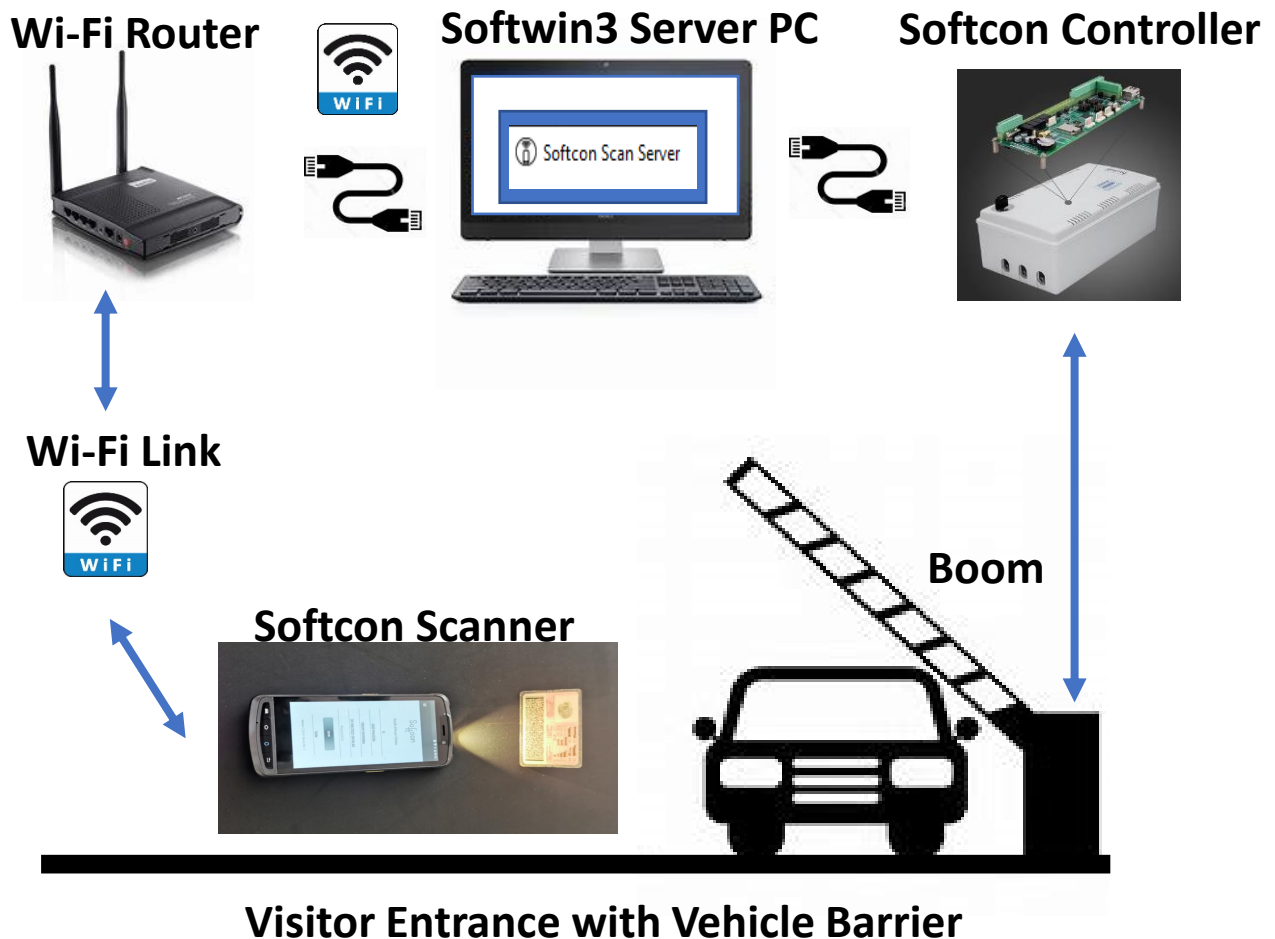 Wi-Fi Router
WiFi
Softwin3 Server PC
Softcon Controller
Softcon Scan Server
Wi-Fi Link
WiFi
Softcon Scanner
Boom
Visitor Entrance with Vehicle Barrier